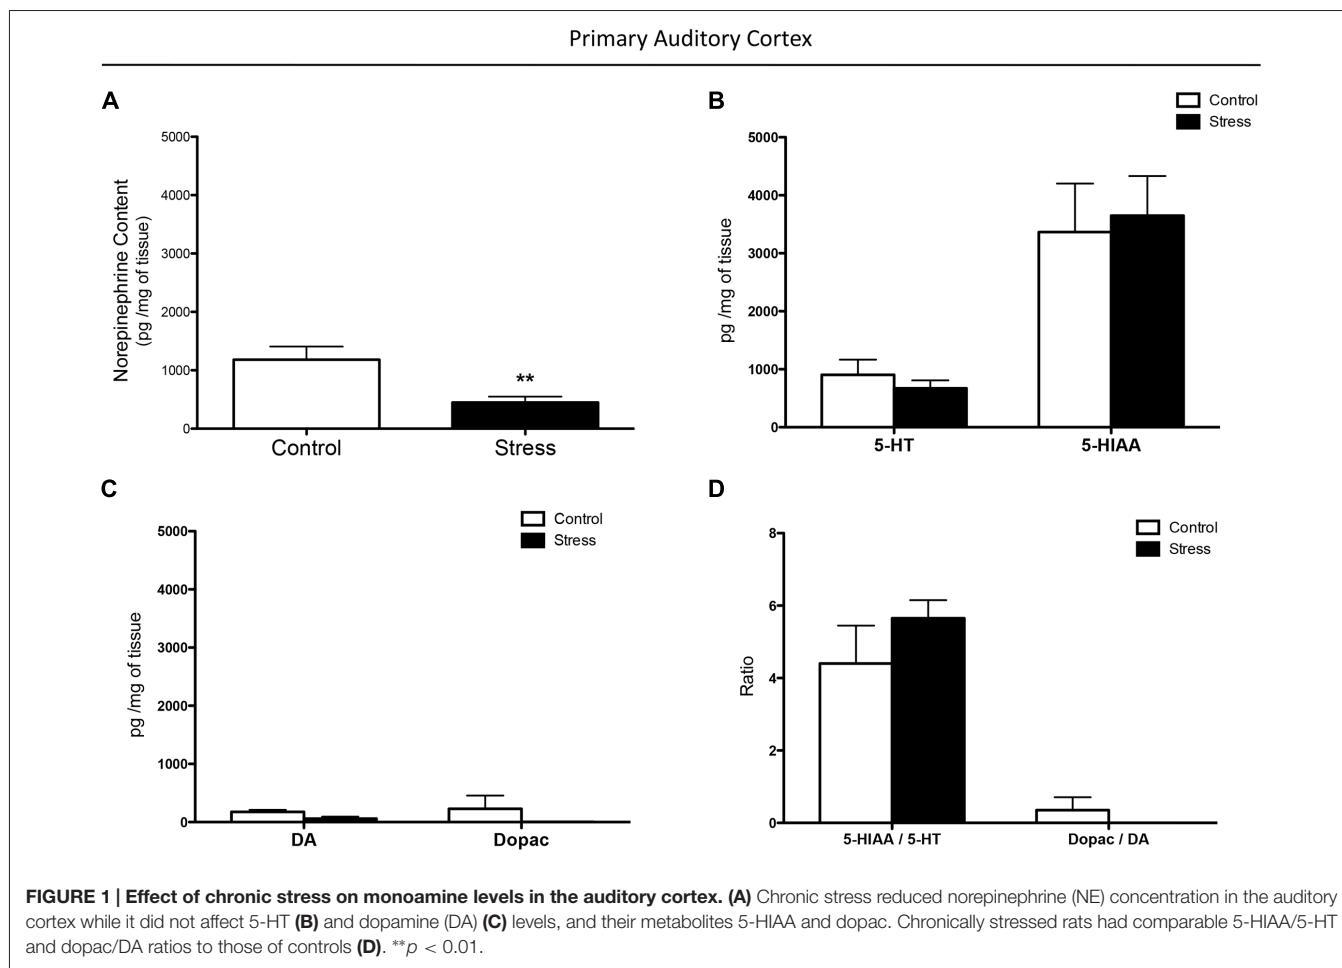 Primary Auditory Cortex
A
5000
4000
3000
2000
1000
0
Norepinephrine Content
(pg /mg of tissue)
**
Control
Stress
B
Control
Stress
5000
4000
3000
2000
1000
0
pg /mg of tissue
5-HT
5-HIAA
C
Control
Stress
5000
4000
3000
2000
1000
0
pg /mg of tissue
DA
Dopac
D
Control
Stress
8
6
4
2
0
Ratio
5-HIAA / 5-HT
Dopac / DA
FIGURE 1 | Effect of chronic stress on monoamine levels in the auditory cortex. (A) Chronic stress reduced norepinephrine (NE) concentration in the auditory
cortex while it did not affect 5-HT (B) and dopamine (DA) (C) levels, and their metabolites 5-HIAA and dopac. Chronically stressed rats had comparable 5-HIAA/5-HT
and dopac/DA ratios to those of controls (D). **p < 0.01.